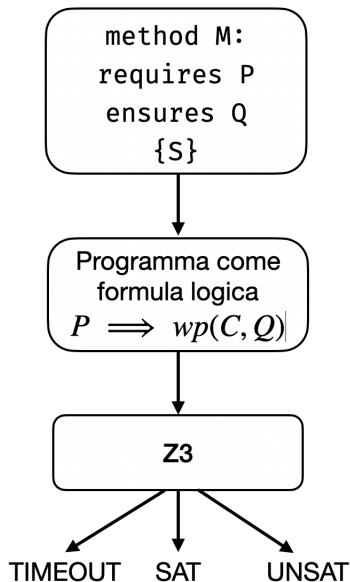 method M:
requires P
ensures Q
{S}
Programma come
formula logica
P ⟹ wp(C, Q)
Z3
TIMEOUT SAT UNSAT